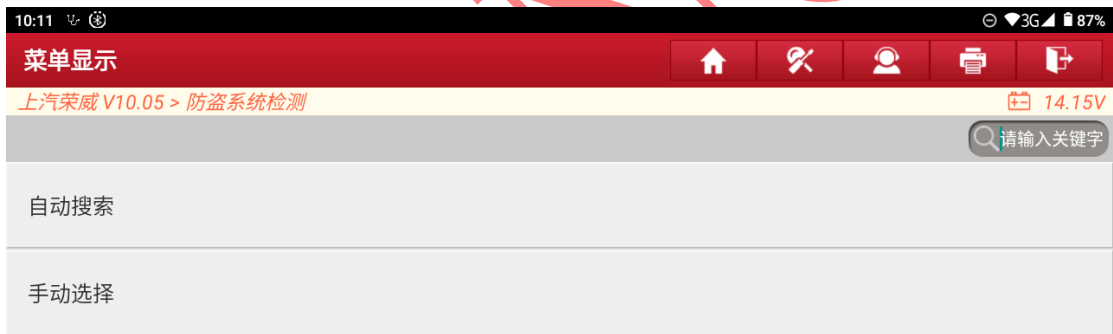 10:11 3G 87%
菜单显示
上汽荣威 V10.05 > 防盗系统检测 14.15V
请输入关键字
自动搜索
手动选择